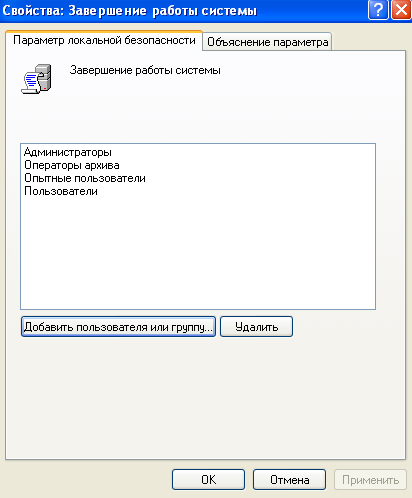 Свойства: Завершение работы системы
Параметр локальной безопасности Объяснение параметра
Завершение работы системы
Администраторы
Операторы архива
Опытные пользователи
Пользователи
Добавить пользователя или группу... Удалить
OK Отмена Применить